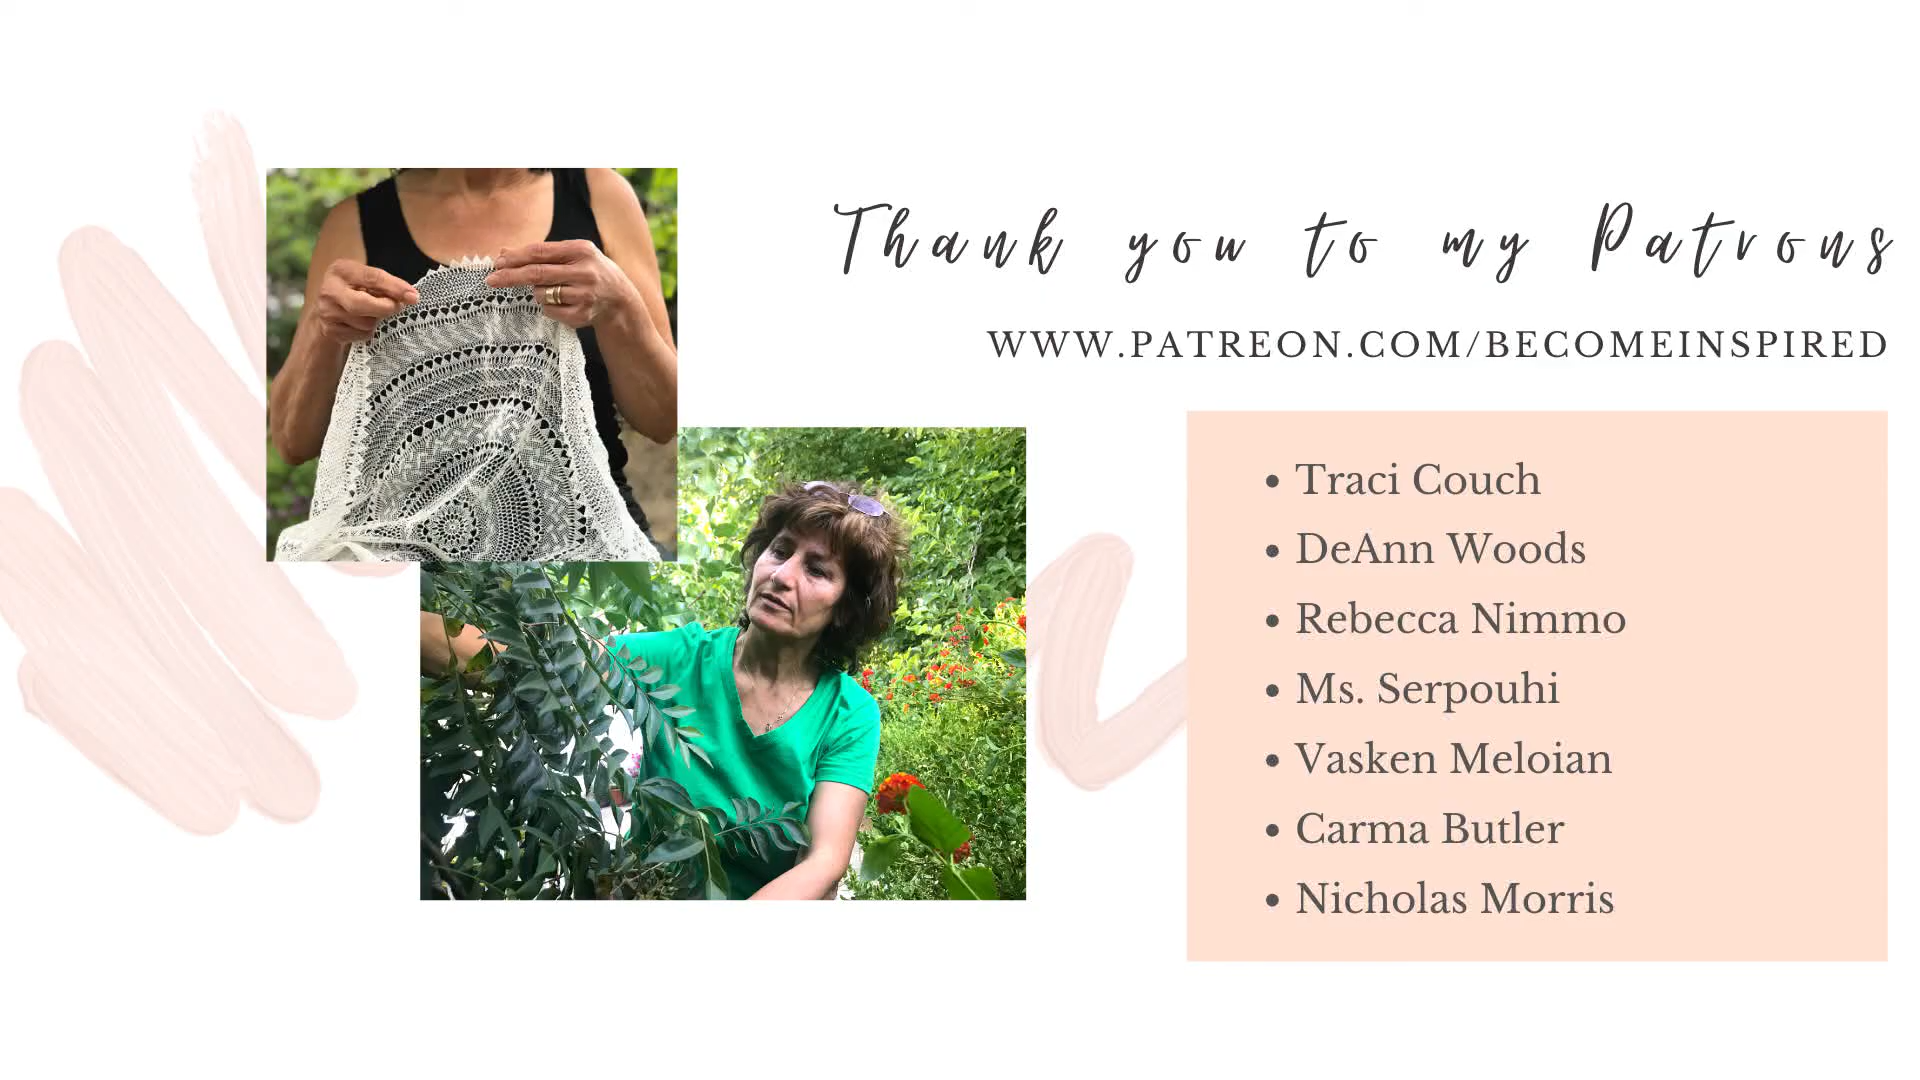 Thank you to my Patrons
WWW.PATREON.COM/BECOMEINSPIRED
• Traci Couch
• DeAnn Woods
• Rebecca Nimmo
• Ms. Serpouhi
• Vasken Meloian
• Carma Butler
• Nicholas Morris